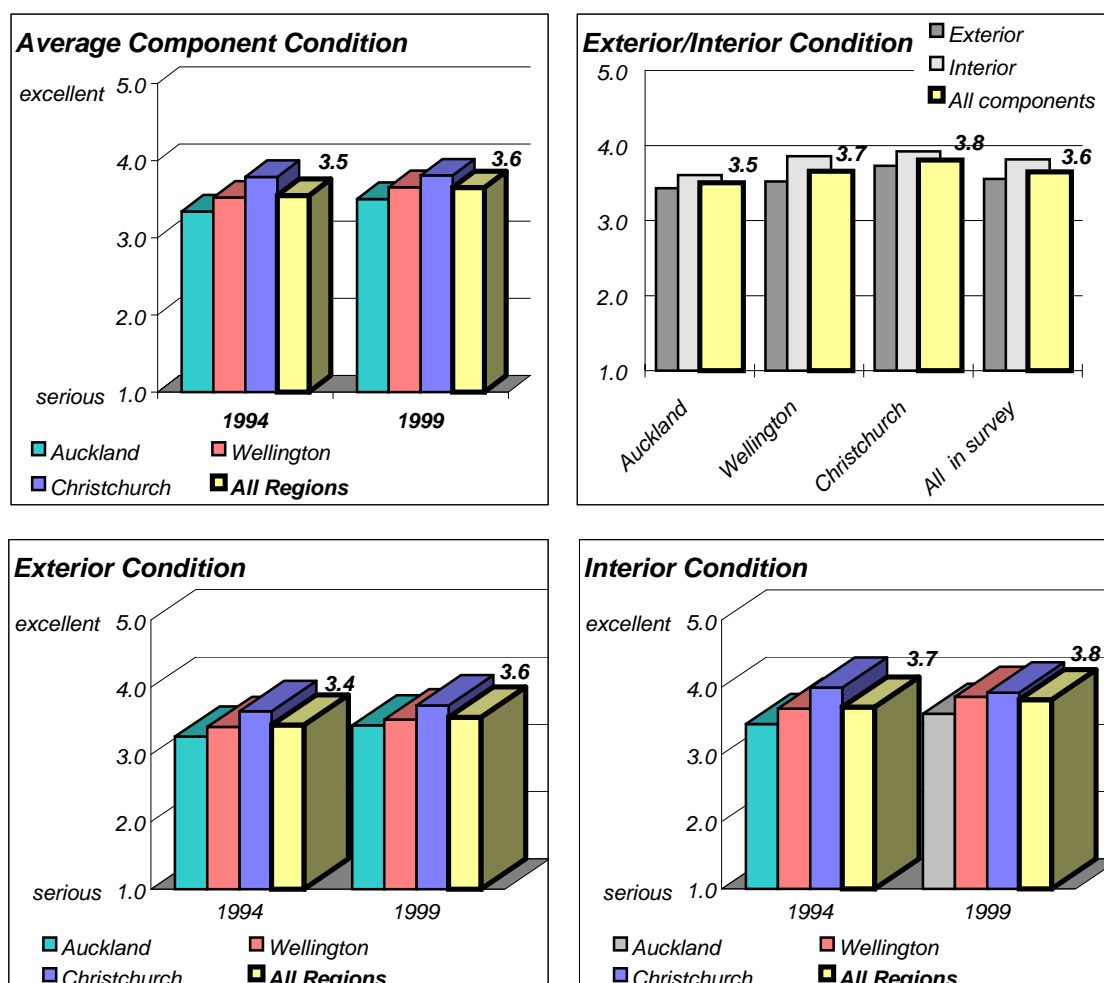 Average Component Condition
excellent 5.0
4.0
3.0
2.0
serious 1.0
3.5
3.6
1994 1999
Auckland Wellington
Christchurch All Regions
Exterior/Interior Condition
Exterior
Interior
All components
5.0
4.0
3.0
2.0
1.0
3.5
3.7
3.8
3.6
Auckland
Wellington
Christchurch
All in survey
Exterior Condition
excellent 5.0
4.0
3.0
2.0
serious 1.0
3.4
3.6
1994 1999
Auckland Wellington
Christchurch All Regions
Interior Condition
excellent 5.0
4.0
3.0
2.0
serious 1.0
3.7
3.8
1994 1999
Auckland Wellington
Christchurch All Regions